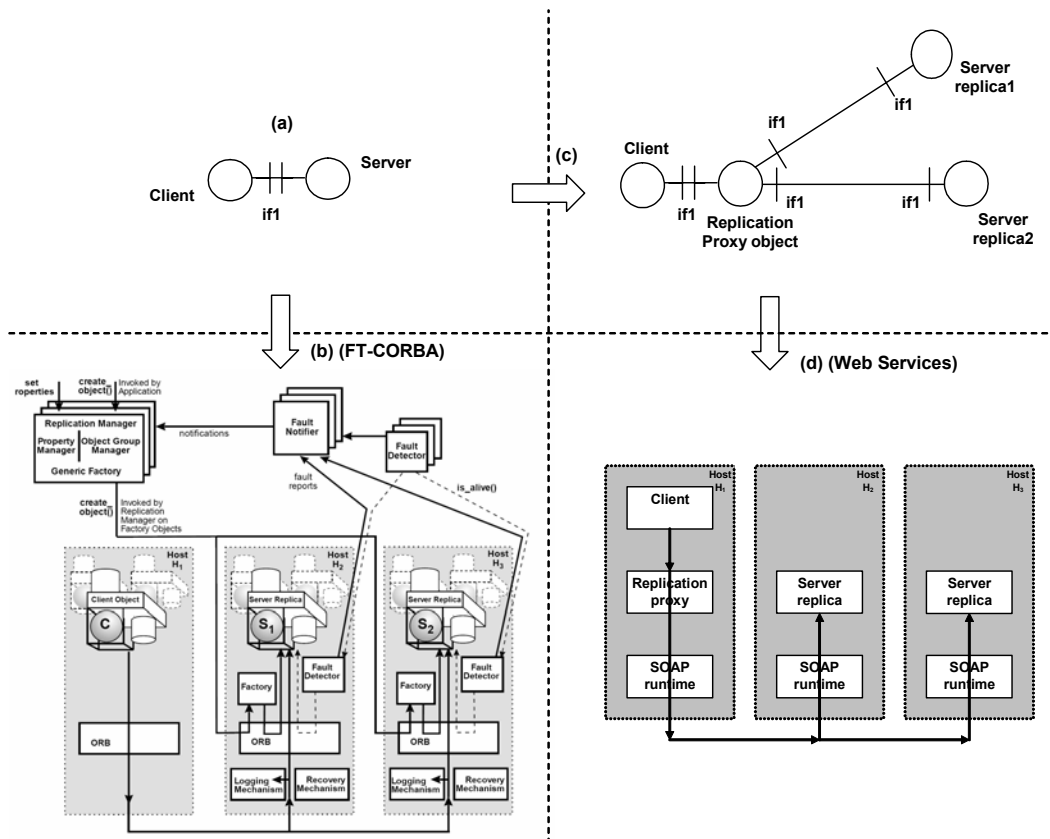 (a)
Client
Server
if1
(c)
Client
if1
Replication
Proxy object
if1
if1
Server
replica1
if1
if1
Server
replica2
(b) (FT-CORBA)
set
roperties
create_
object()
Invoked by
Application
Replication Manager
Property
Manager
Object Group
Manager
Generic Factory
notifications
Fault
Notifier
Fault
Detector
fault
reports
is_alive()
create_
object()
Invoked by
Replication
Manager on
Factory Objects
Host
H1
Client Object
C
ORB
Host
H2
Server Replica
S1
Factory
Fault
Detector
ORB
Logging
Mechanism
Recovery
Mechanism
Host
H3
Server Replica
S2
Factory
Fault
Detector
ORB
Logging
Mechanism
Recovery
Mechanism
(d) (Web Services)
Host
H1
Client
Replication
proxy
SOAP
runtime
Host
H2
Server
replica
SOAP
runtime
Host
H3
Server
replica
SOAP
runtime